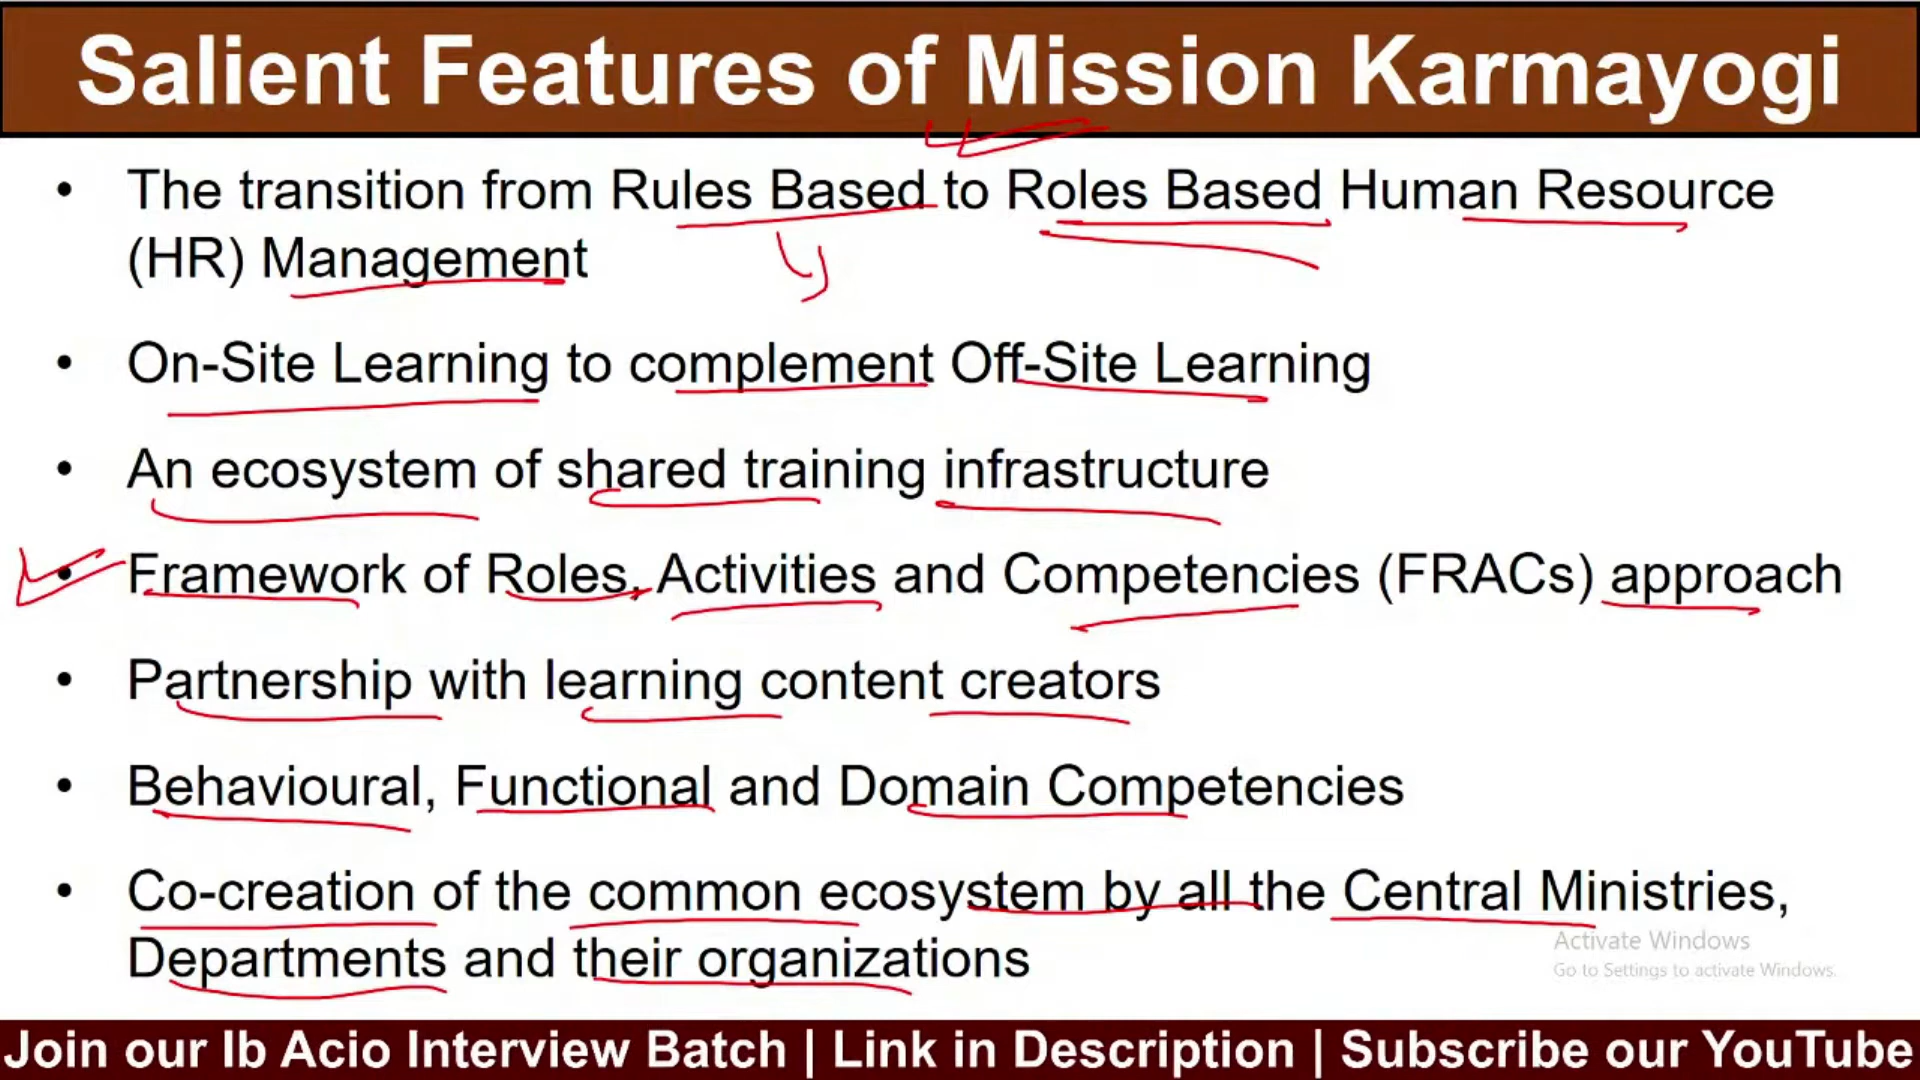 Salient Features of Mission Karmayogi
• The transition from Rules Based to Roles Based Human Resource
(HR) Management
• On-Site Learning to complement Off-Site Learning
• An ecosystem of shared training infrastructure
• Framework of Roles, Activities and Competencies (FRACs) approach
• Partnership with learning content creators
• Behavioural, Functional and Domain Competencies
• Co-creation of the common ecosystem by all the Central Ministries,
Departments and their organizations
Activate Windows
Go to Settings to activate Windows.
Join our Ib Acio Interview Batch | Link in Description | Subscribe our YouTube